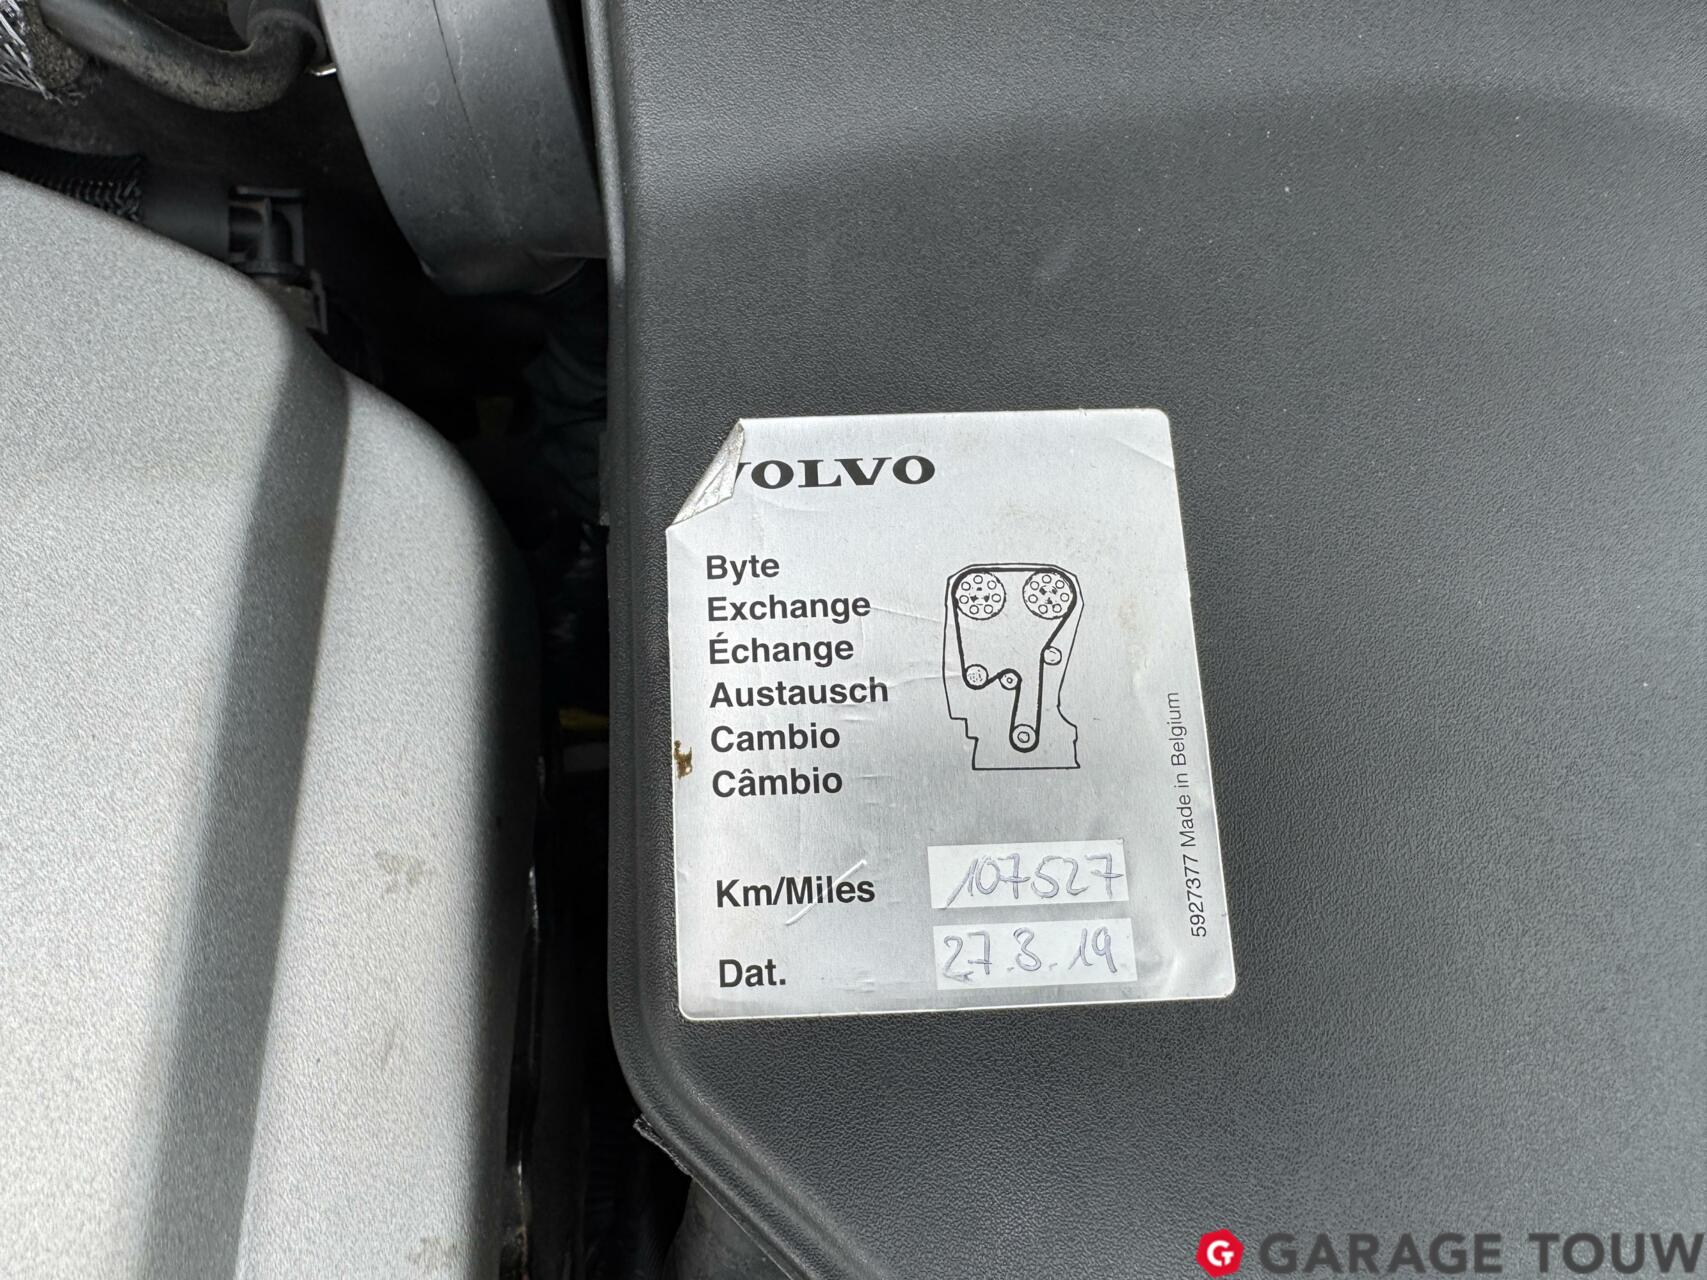 VOLVO
Byte
Exchange
Échange
Austausch
Cambio
Câmbio
Km/Miles 107527
Dat. 27.3.19
5927377 Made in Belgium
G GARAGE TOUW